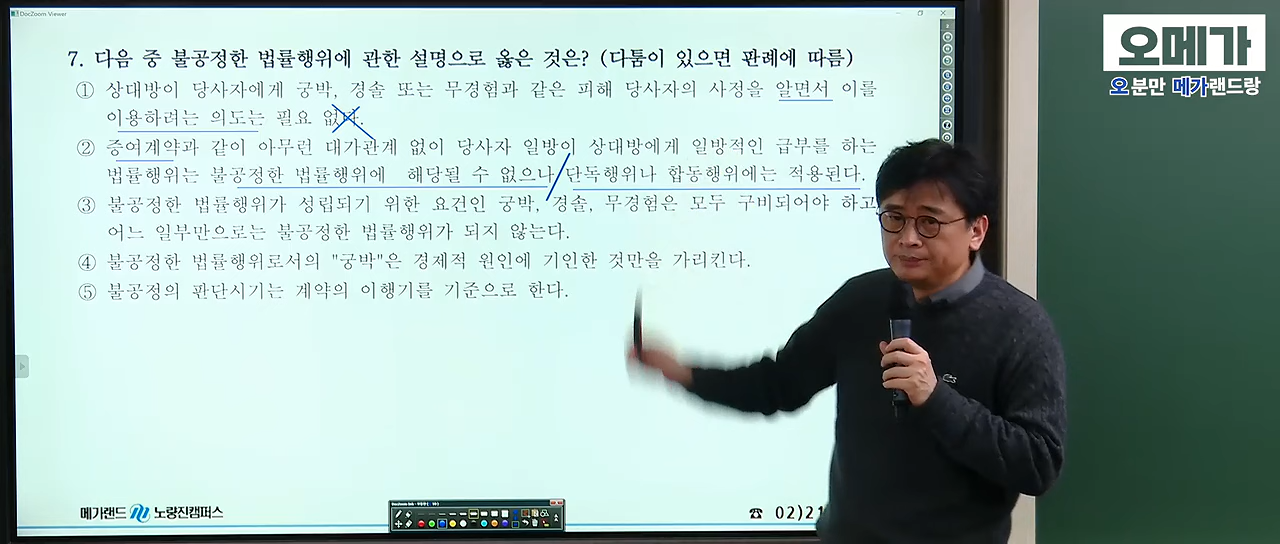 DocZoom Viewer
오메가
오분만 메가랜드랑
7. 다음 중 불공정한 법률행위에 관한 설명으로 옳은 것은? (다툼이 있으면 판례에 따름)
① 상대방이 당사자에게 궁박, 경솔 또는 무경험과 같은 피해 당사자의 사정을 알면서 이를
이용하려는 의도는 필요 없다.
② 증여계약과 같이 아무런 대가관계 없이 당사자 일방이 상대방에게 일방적인 급부를 하는
법률행위는 불공정한 법률행위에 해당될 수 없으나 단독행위나 합동행위에는 적용된다.
③ 불공정한 법률행위가 성립되기 위한 요건인 궁박, 경솔, 무경험은 모두 구비되어야 하고
어느 일부만으로는 불공정한 법률행위가 되지 않는다.
④ 불공정한 법률행위로서의 "궁박"은 경제적 원인에 기인한 것만을 가리킨다.
⑤ 불공정의 판단시기는 계약의 이행기를 기준으로 한다.
메가랜드 노량진캠퍼스
☎ 02)21